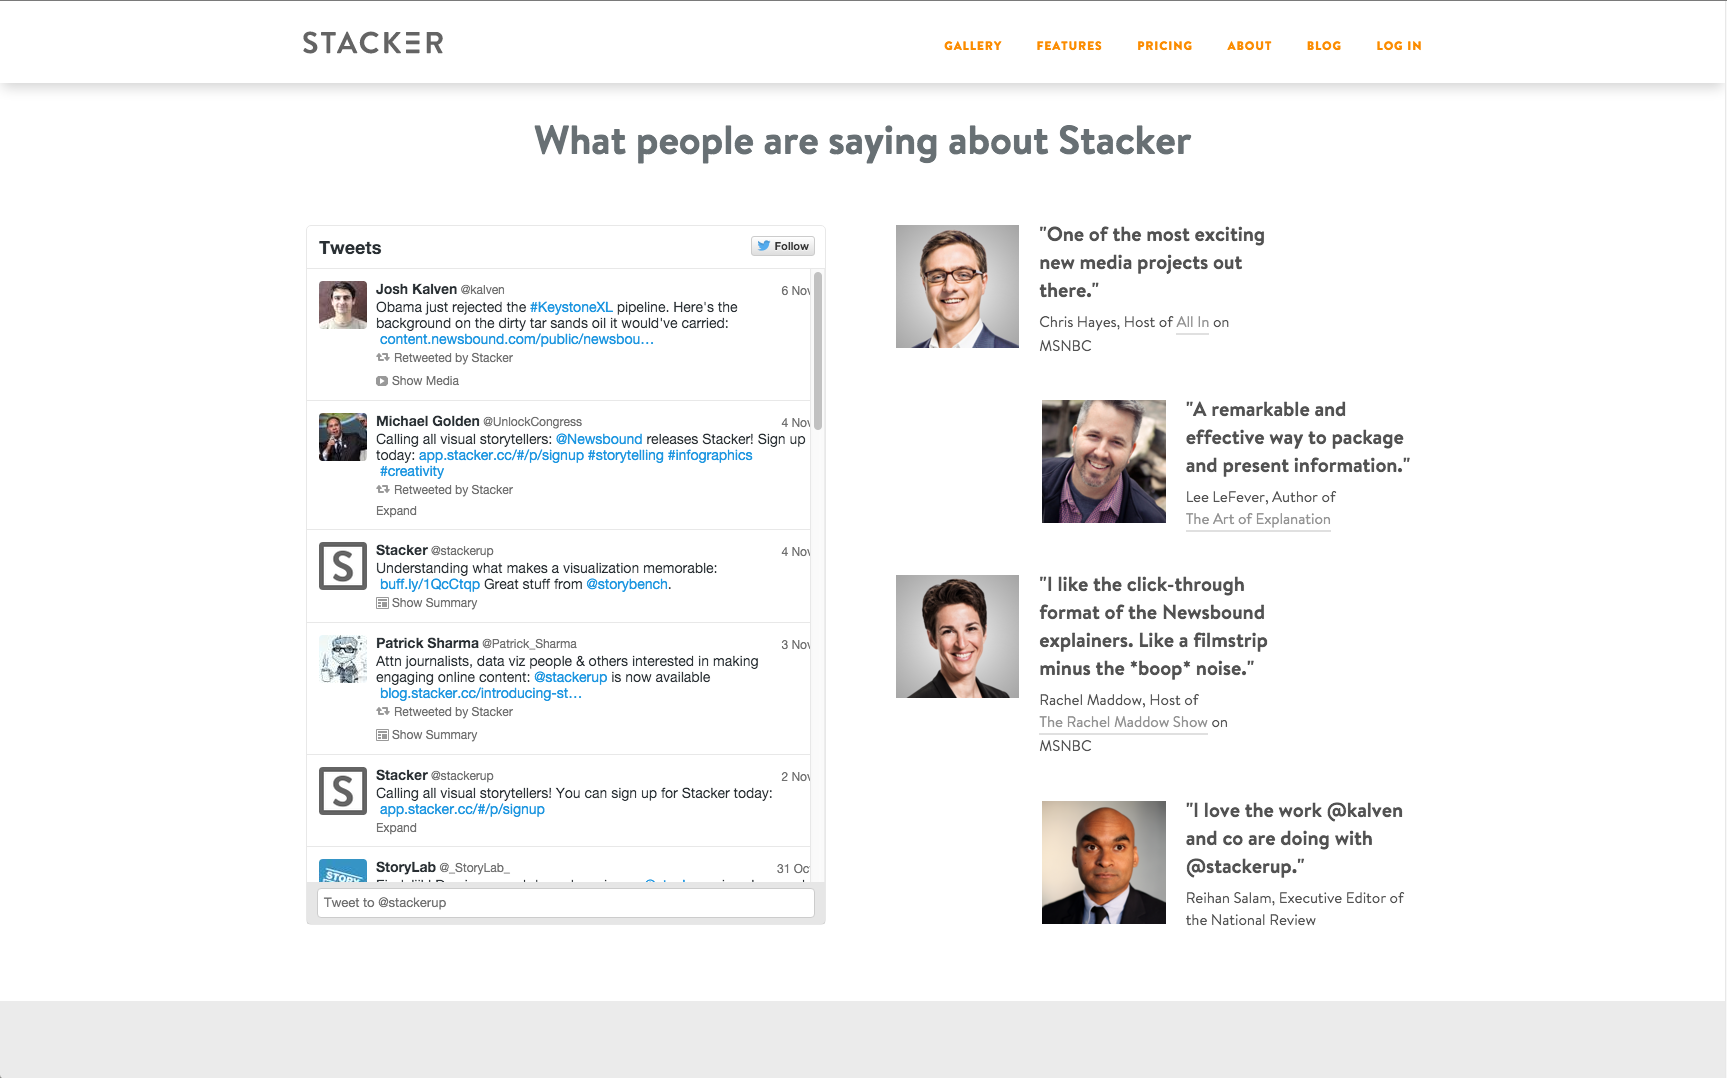 STACKER
GALLERY FEATURES PRICING ABOUT BLOG LOG IN
What people are saying about Stacker
Tweets
Follow
Josh Kalven @kalven 6 Nov
Obama just rejected the #KeystoneXL pipeline. Here's the
background on the dirty tar sands oil it would've carried:
content.newsbound.com/public/newsbou…
Retweeted by Stacker
Show Media
Michael Golden @UnlockCongress 4 Nov
Calling all visual storytellers: @Newsbound releases Stacker! Sign up
today: app.stacker.cc/#/p/signup #storytelling #infographics
#creativity
Retweeted by Stacker
Expand
S
Stacker @stackerup 4 Nov
Understanding what makes a visualization memorable:
buff.ly/1QcCtqp Great stuff from @storybench.
Show Summary
Patrick Sharma @Patrick_Sharma 3 Nov
Attn journalists, data viz people & others interested in making
engaging online content: @stackerup is now available
blog.stacker.cc/introducing-st…
Retweeted by Stacker
Show Summary
S
Stacker @stackerup 2 Nov
Calling all visual storytellers! You can sign up for Stacker today:
app.stacker.cc/#/p/signup
Expand
STORY
StoryLab @_StoryLab_ 31 Oc
Tweet to @stackerup
"One of the most exciting
new media projects out
there."
Chris Hayes, Host of All In on
MSNBC
"A remarkable and
effective way to package
and present information."
Lee LeFever, Author of
The Art of Explanation
"I like the click-through
format of the Newsbound
explainers. Like a filmstrip
minus the *boop* noise."
Rachel Maddow, Host of
The Rachel Maddow Show on
MSNBC
"I love the work @kalven
and co are doing with
@stackerup."
Reihan Salam, Executive Editor of
the National Review